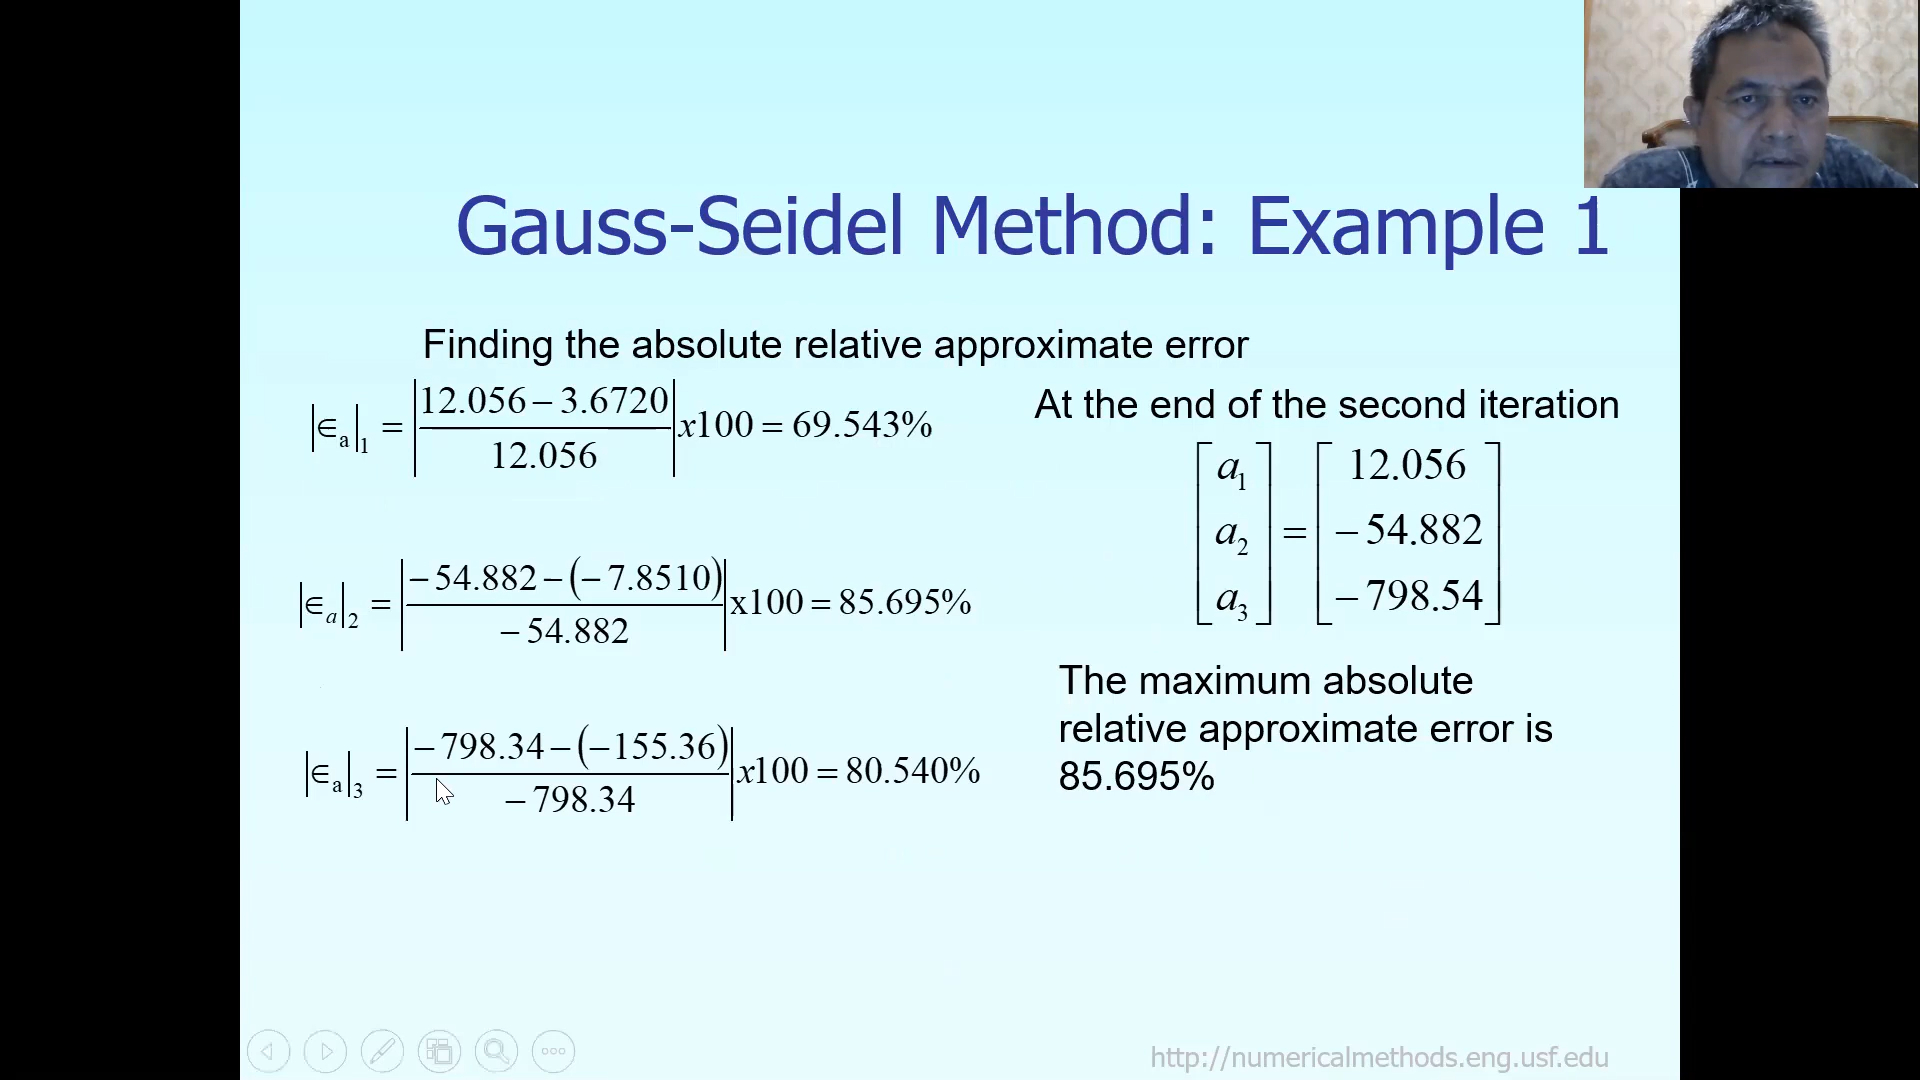 Gauss-Seidel Method: Example 1
Finding the absolute relative approximate error
|∈a|1 = |(12.056 − 3.6720) / 12.056| x100 = 69.543%
|∈a|2 = |(−54.882 − (−7.8510)) / −54.882| x100 = 85.695%
|∈a|3 = |(−798.34 − (−155.36)) / −798.34| x100 = 80.540%
At the end of the second iteration
[a1] = [12.056]
[a2] = [−54.882]
[a3] = [−798.54]
The maximum absolute
relative approximate error is
85.695%
http://numericalmethods.eng.usf.edu